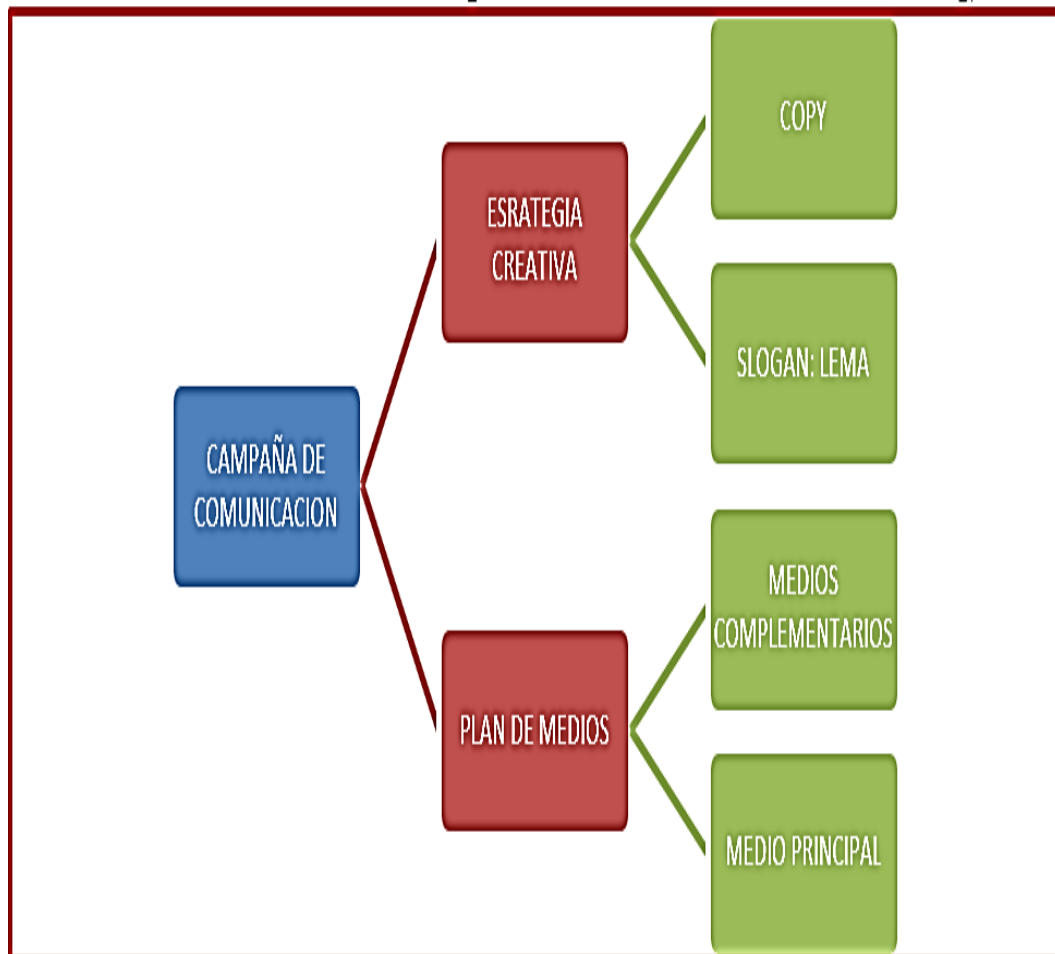 COPY
ESRATEGIA
CREATIVA
SLOGAN: LEMA
CAMPAÑA DE
COMUNICACION
MEDIOS
COMPLEMENTARIOS
PLAN DE MEDIOS
MEDIO PRINCIPAL